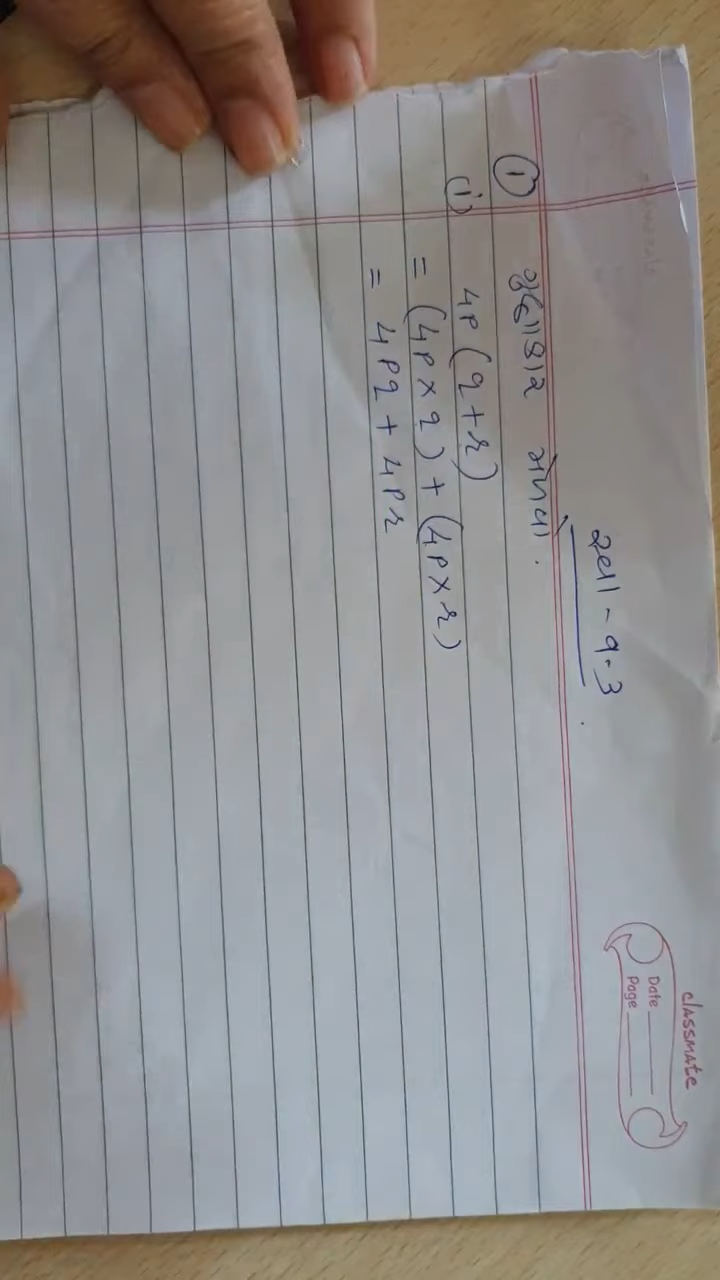 classmate
Date
Page
સ્વા - ૧.૩
① ગુણાકાર મેળવો.
(i) 4p (q+r)
= (4p × q) + (4p × r)
= 4pq + 4pr